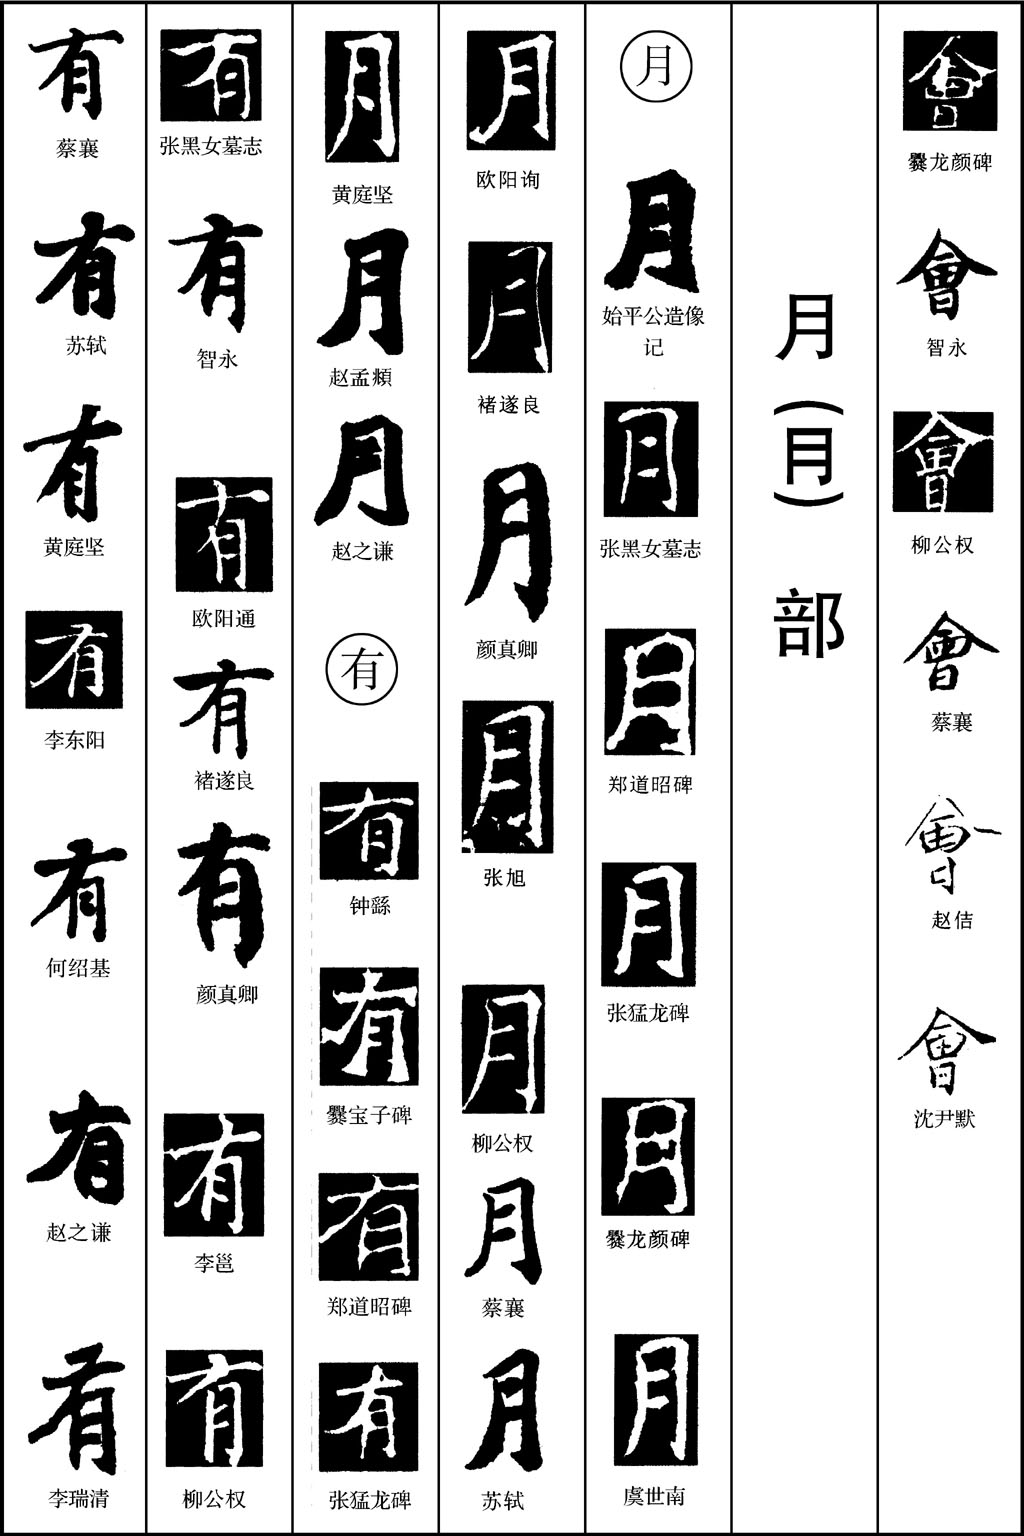 會
爨龙颜碑
會
智永
會
柳公权
會
蔡襄
會
赵佶
會
沈尹默
月(⺝)部
月
月
始平公造像
记
月
张黑女墓志
月
郑道昭碑
月
张猛龙碑
月
爨龙颜碑
月
虞世南
月
欧阳询
月
褚遂良
月
颜真卿
月
张旭
月
柳公权
月
蔡襄
月
苏轼
月
黄庭坚
月
赵孟頫
月
赵之谦
有
有
钟繇
有
爨宝子碑
有
郑道昭碑
有
张猛龙碑
有
张黑女墓志
有
智永
有
欧阳通
有
褚遂良
有
颜真卿
有
李邕
有
柳公权
有
蔡襄
有
苏轼
有
黄庭坚
有
李东阳
有
何绍基
有
赵之谦
有
李瑞清